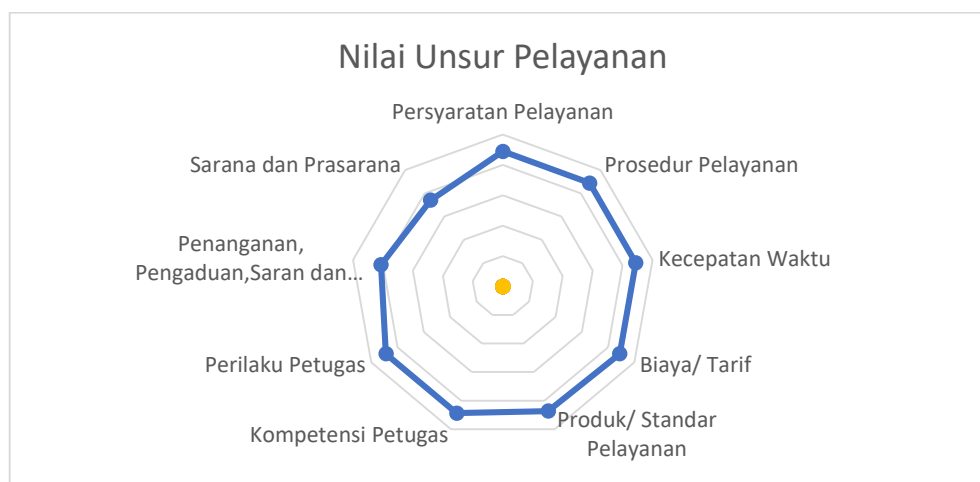 Nilai Unsur Pelayanan
Persyaratan Pelayanan
Prosedur Pelayanan
Kecepatan Waktu
Biaya/ Tarif
Produk/ Standar
Pelayanan
Kompetensi Petugas
Perilaku Petugas
Penanganan,
Pengaduan,Saran dan...
Sarana dan Prasarana